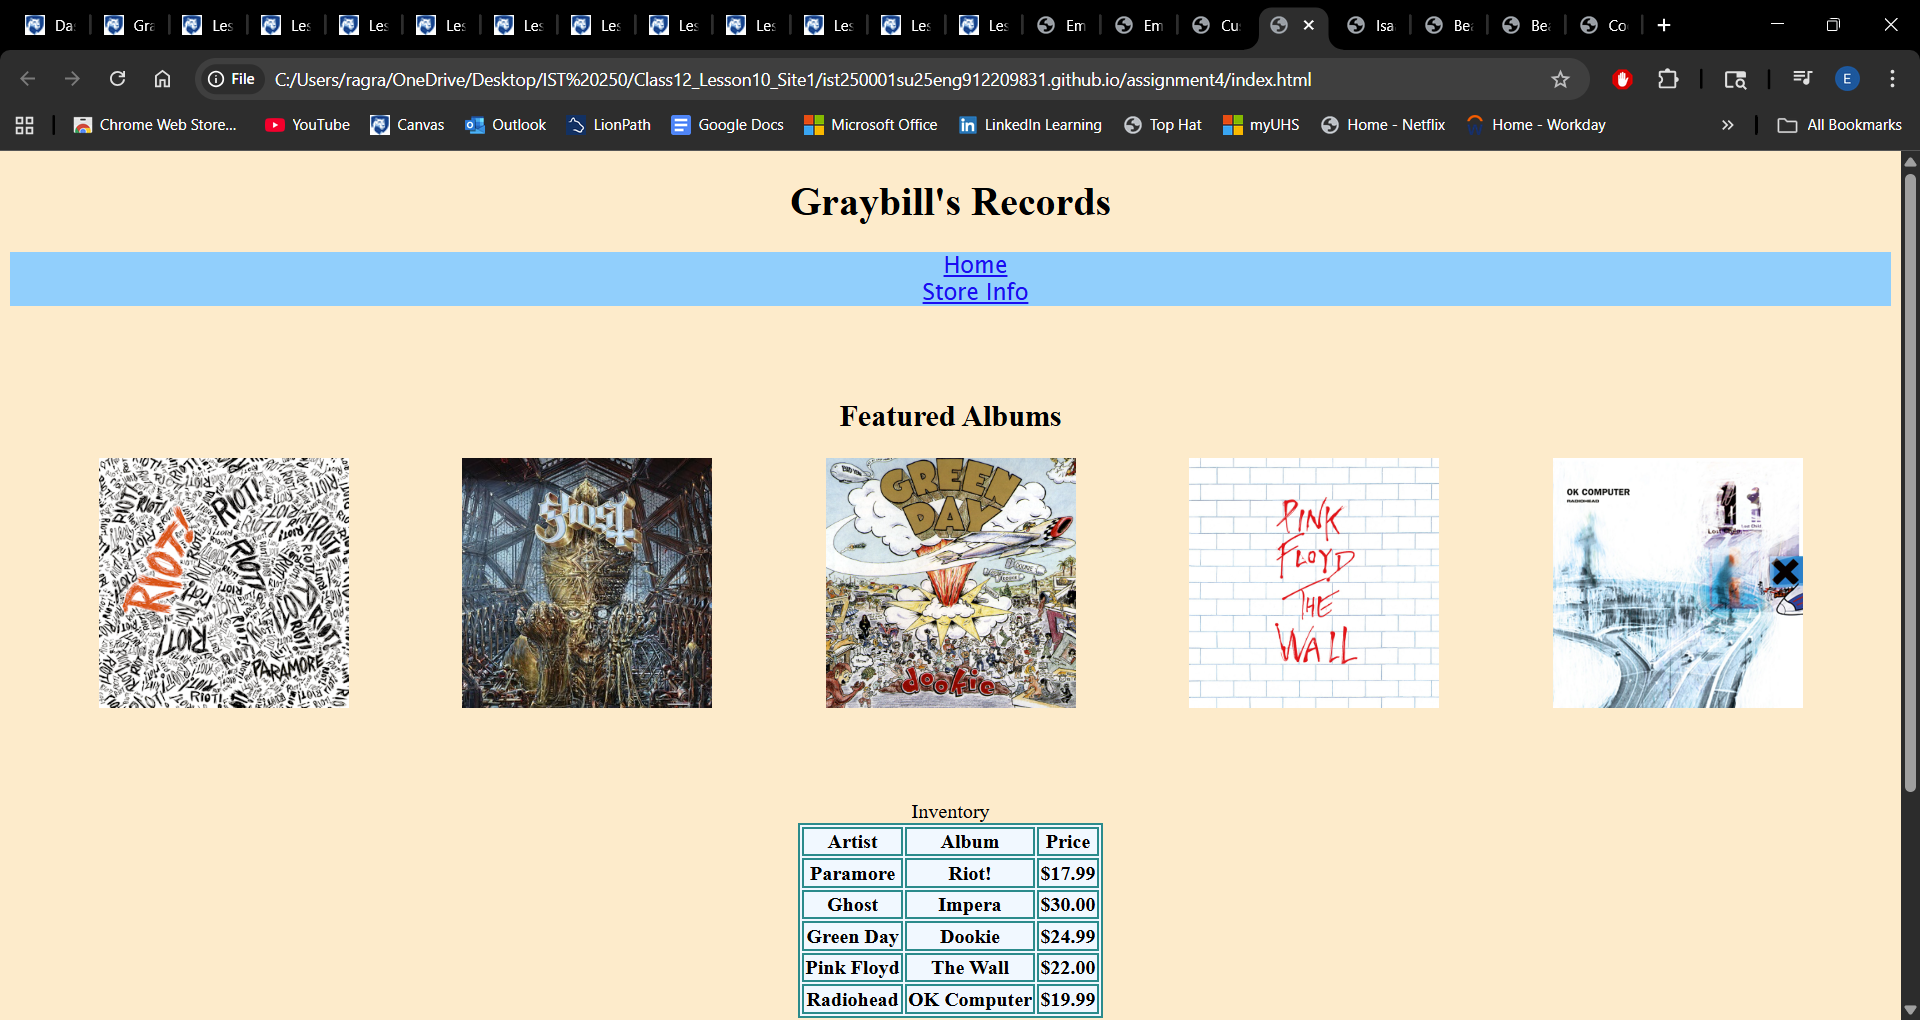 Da Gra Les Les Les Les Les Les Les Les Les Les Les Em Em Cu Isa Be Be Co
File C:/Users/ragra/OneDrive/Desktop/IST%20250/Class12_Lesson10_Site1/ist250001su25eng912209831.github.io/assignment4/index.html E
Chrome Web Store... YouTube Canvas Outlook LionPath Google Docs Microsoft Office LinkedIn Learning Top Hat myUHS Home - Netflix Home - Workday » All Bookmarks
Graybill's Records
Home
Store Info
Featured Albums
RIOT!
PARAMORE
Ghost
GREEN
DAY
dookie
PINK
FLOYD
THE
WALL
OK COMPUTER
RADIOHEAD
Inventory
Artist Album Price
Paramore Riot! $17.99
Ghost Impera $30.00
Green Day Dookie $24.99
Pink Floyd The Wall $22.00
Radiohead OK Computer $19.99